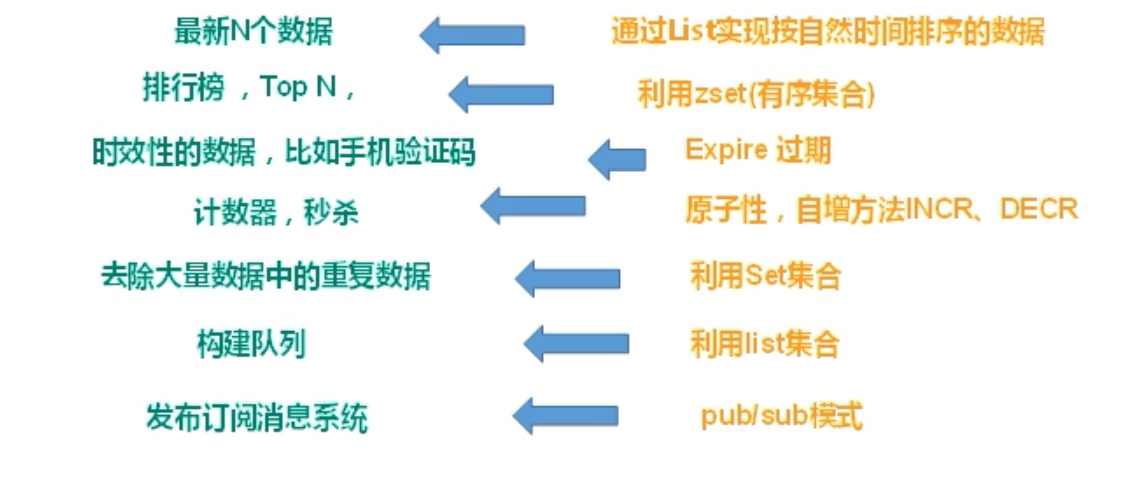 最新N个数据 通过List实现按自然时间排序的数据
排行榜，Top N， 利用zset(有序集合)
时效性的数据，比如手机验证码 Expire 过期
计数器，秒杀 原子性，自增方法INCR、DECR
去除大量数据中的重复数据 利用Set集合
构建队列 利用list集合
发布订阅消息系统 pub/sub模式